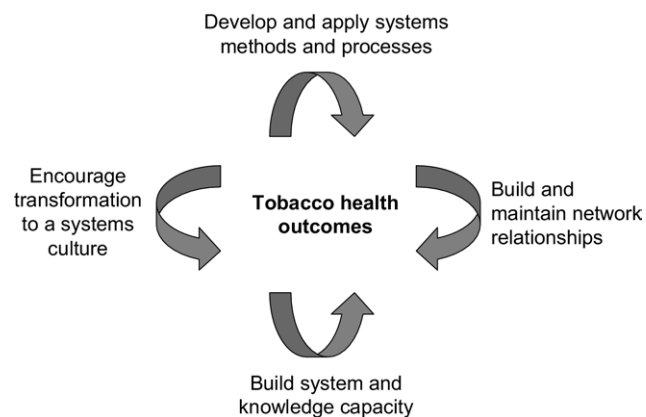 Develop and apply systems
methods and processes
Encourage
transformation
to a systems
culture
Tobacco health
outcomes
Build and
maintain network
relationships
Build system and
knowledge capacity